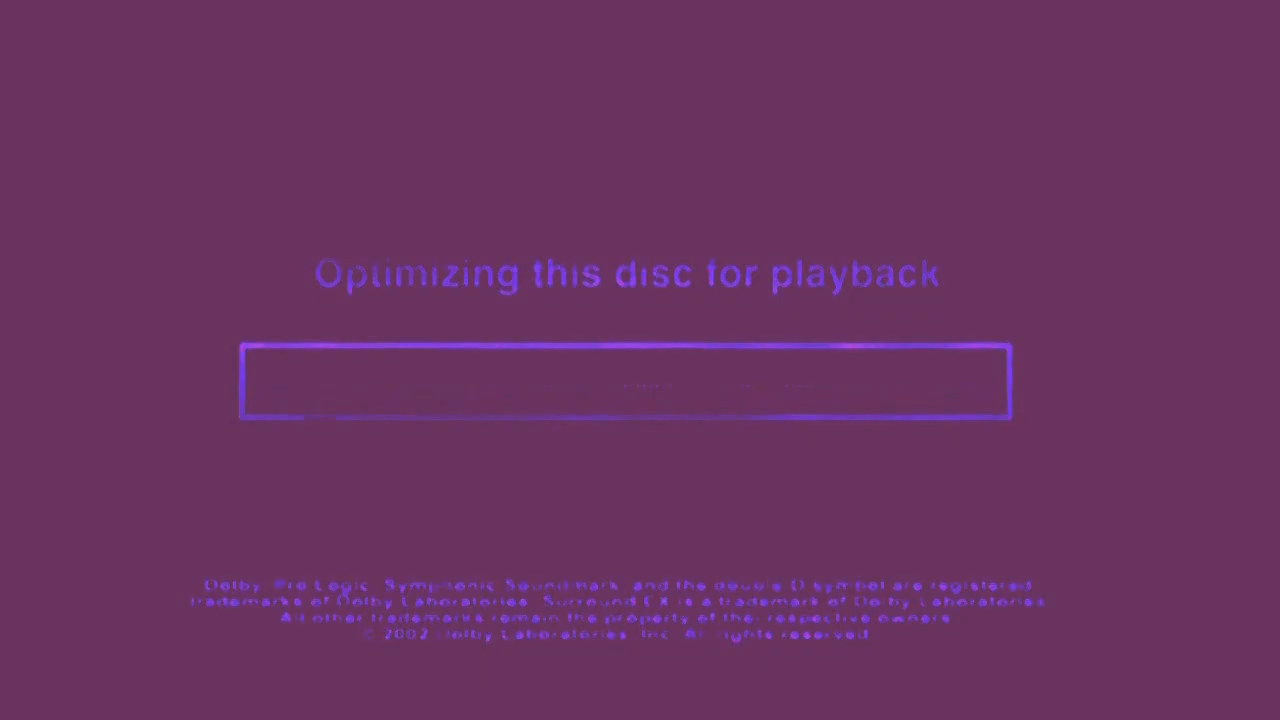 Optimizing this disc for playback
Dolby, Pro Logic, Symphonic Soundmark, and the double-D symbol are registered
trademarks of Dolby Laboratories. Surround EX is a trademark of Dolby Laboratories.
All other trademarks remain the property of their respective owners.
© 2002 Dolby Laboratories, Inc. All rights reserved.